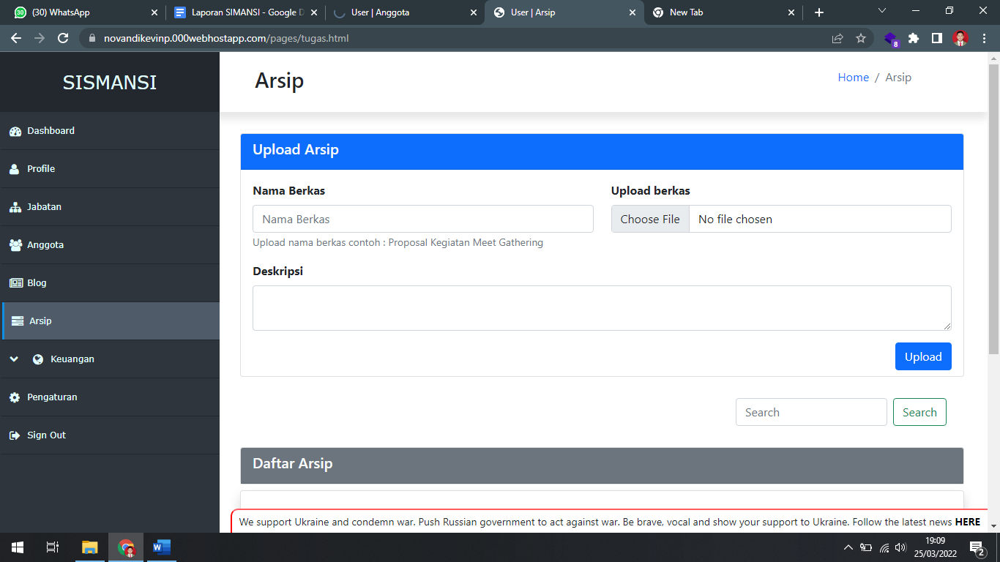 (30) WhatsApp
Laporan SIMANSI - Google D
User | Anggota
User | Arsip
New Tab
novandikevinp.000webhostapp.com/pages/tugas.html
8
SISMANSI
Arsip
Home / Arsip
Dashboard
Profile
Jabatan
Anggota
Blog
Arsip
Keuangan
Pengaturan
Sign Out
Upload Arsip
Nama Berkas
Upload berkas
Nama Berkas
Choose File No file chosen
Upload nama berkas contoh : Proposal Kegiatan Meet Gathering
Deskripsi
Upload
Search
Search
Daftar Arsip
We support Ukraine and condemn war. Push Russian government to act against war. Be brave, vocal and show your support to Ukraine. Follow the latest news HERE
19:09
25/03/2022
2